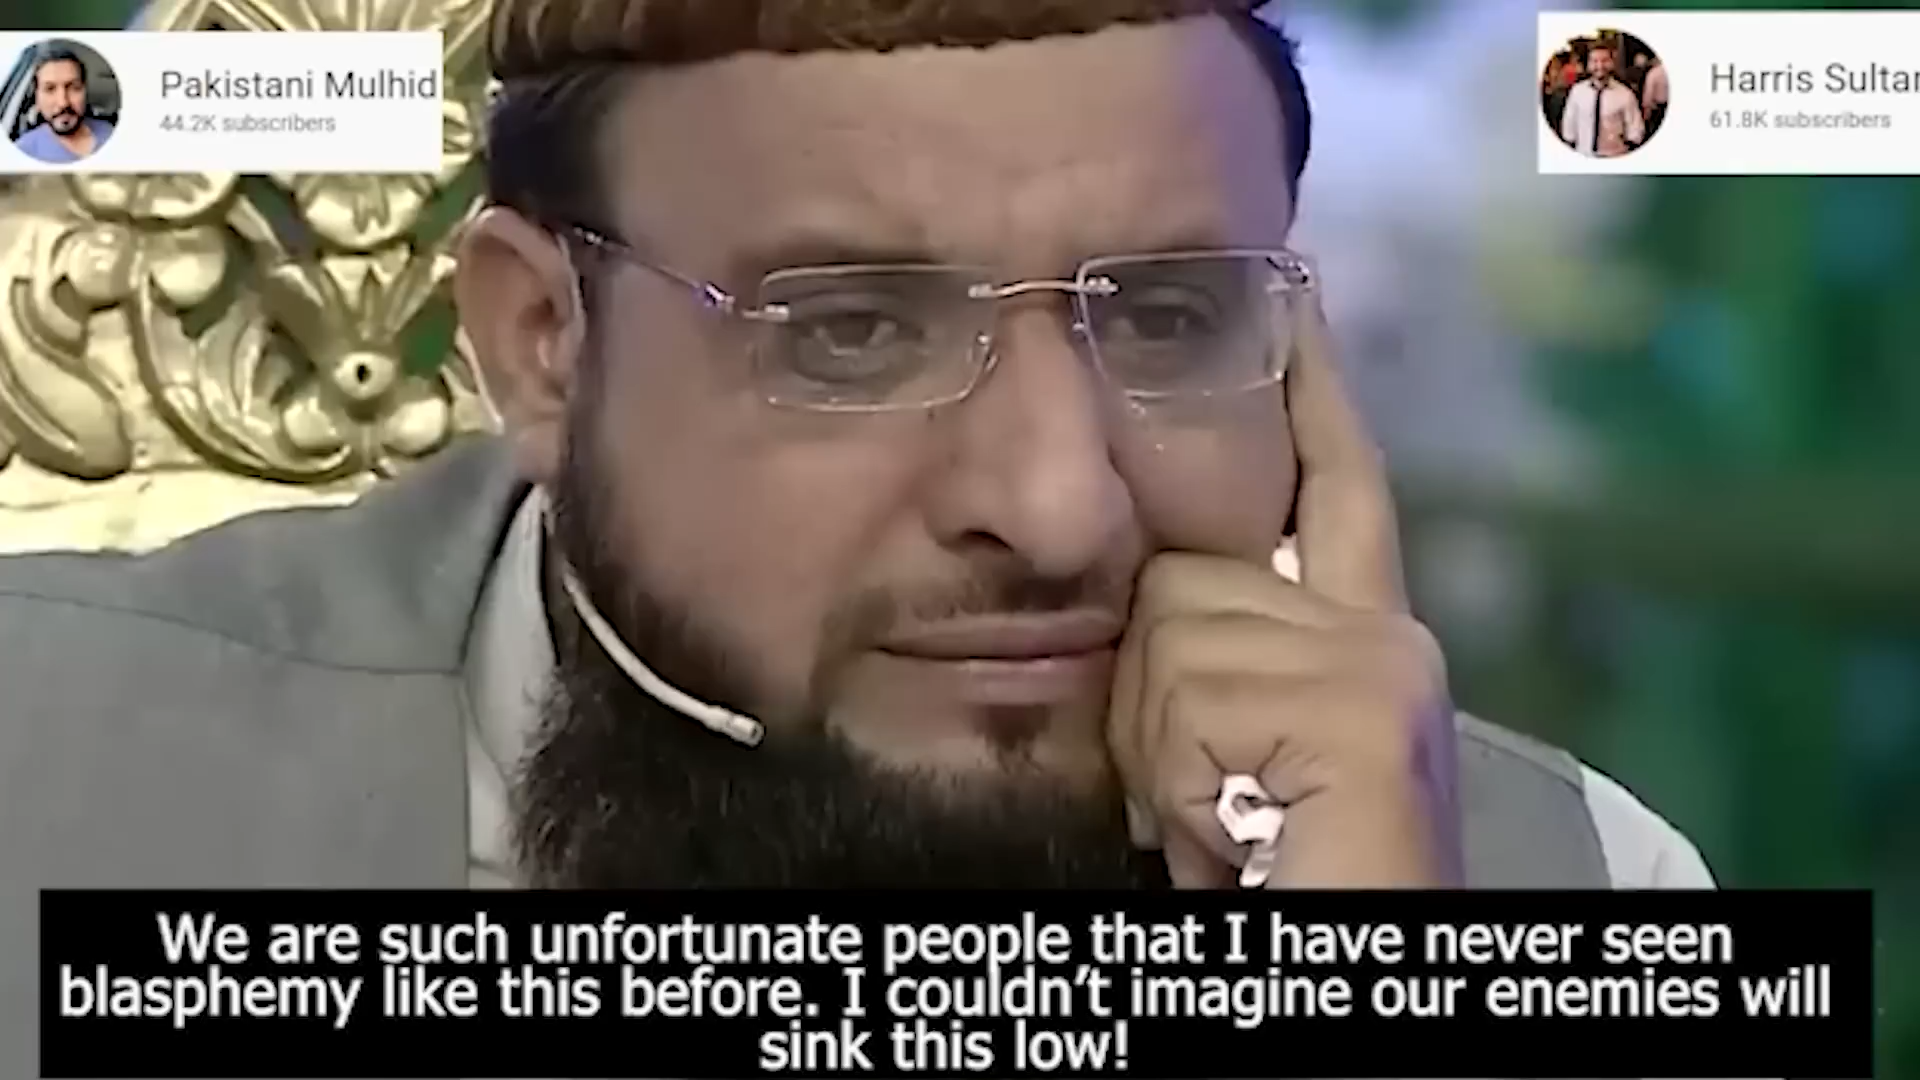 Pakistani Mulhid
44.2K subscribers
Harris Sultan
61.8K subscribers
We are such unfortunate people that I have never seen
blasphemy like this before. I couldn't imagine our enemies will
sink this low!